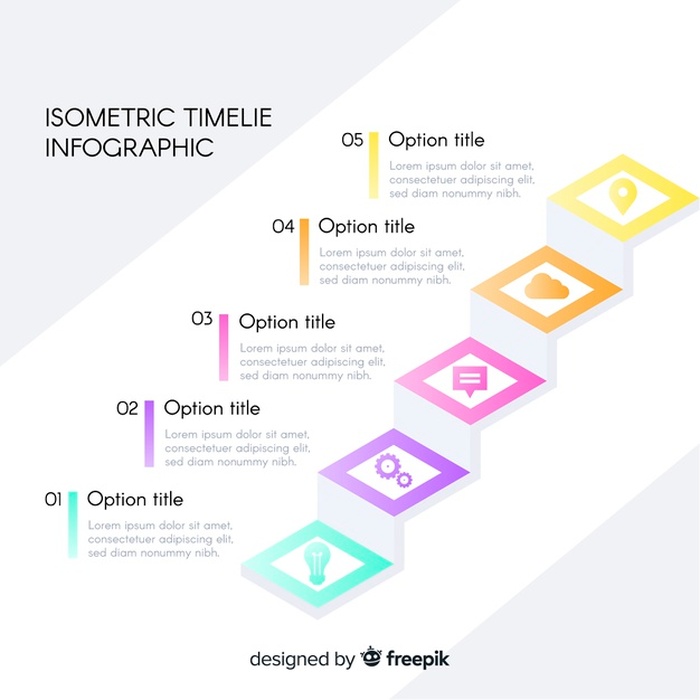 ISOMETRIC TIMELIE
INFOGRAPHIC
05 Option title
Lorem ipsum dolor sit amet,
consectetuer adipiscing elit,
sed diam nonummy nibh.
04 Option title
Lorem ipsum dolor sit amet,
consectetuer adipiscing elit,
sed diam nonummy nibh.
03 Option title
Lorem ipsum dolor sit amet,
consectetuer adipiscing elit,
sed diam nonummy nibh.
02 Option title
Lorem ipsum dolor sit amet,
consectetuer adipiscing elit,
sed diam nonummy nibh.
01 Option title
Lorem ipsum dolor sit amet,
consectetuer adipiscing elit,
sed diam nonummy nibh.
designed by freepik